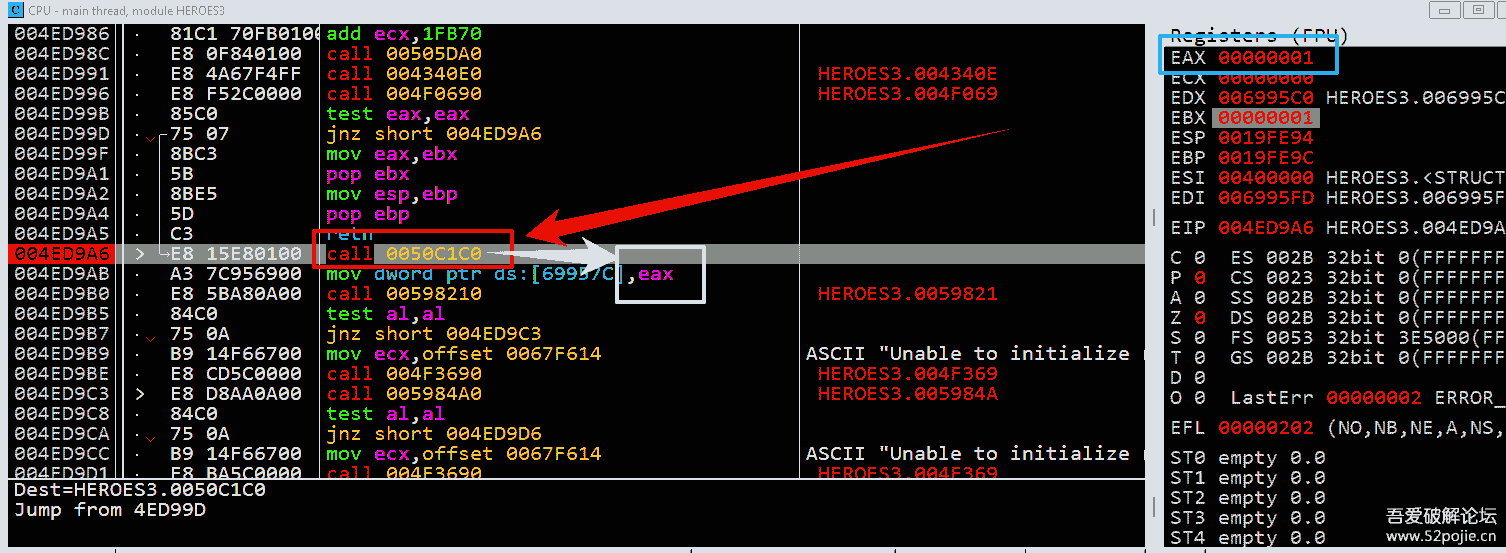 CPU - main thread, module HEROES3
004ED986 · 81C1 70FB0100 add ecx,1FB70
004ED98C · E8 0F840100 call 00505DA0
004ED991 · E8 4A67F4FF call 004340E0 HEROES3.004340E
004ED996 · E8 F52C0000 call 004F0690 HEROES3.004F069
004ED99B · 85C0 test eax,eax
004ED99D · 75 07 jnz short 004ED9A6
004ED99F · 8BC3 mov eax,ebx
004ED9A1 · 5B pop ebx
004ED9A2 · 8BE5 mov esp,ebp
004ED9A4 · 5D pop ebp
004ED9A5 · C3 retn
004ED9A6 > E8 15E80100 call 0050C1C0
004ED9AB · A3 7C956900 mov dword ptr ds:[69957C],eax
004ED9B0 · E8 5BA80A00 call 00598210 HEROES3.0059821
004ED9B5 · 84C0 test al,al
004ED9B7 · 75 0A jnz short 004ED9C3
004ED9B9 · B9 14F66700 mov ecx,offset 0067F614 ASCII "Unable to initialize
004ED9BE · E8 CD5C0000 call 004F3690 HEROES3.004F369
004ED9C3 > E8 D8AA0A00 call 005984A0 HEROES3.005984A
004ED9C8 · 84C0 test al,al
004ED9CA · 75 0A jnz short 004ED9D6
004ED9CC · B9 14F66700 mov ecx,offset 0067F614 ASCII "Unable to initialize
004ED9D1 · E8 BA5C0000 call 004F3690 HEROES3.004F369
Dest=HEROES3.0050C1C0
Jump from 4ED99D
Registers (FPU)
EAX 00000001
ECX 00000000
EDX 006995C0 HEROES3.006995C
EBX 00000001
ESP 0019FE94
EBP 0019FE9C
ESI 00400000 HEROES3.<STRUCT
EDI 006995FD HEROES3.006995F
EIP 004ED9A6 HEROES3.004ED9A
C 0 ES 002B 32bit 0(FFFFFFF
P 0 CS 0023 32bit 0(FFFFFFF
A 0 SS 002B 32bit 0(FFFFFFF
Z 0 DS 002B 32bit 0(FFFFFFF
S 0 FS 0053 32bit 3E5000(FF
T 0 GS 002B 32bit 0(FFFFFFF
D 0
O 0 LastErr 00000002 ERROR_
EFL 00000202 (NO,NB,NE,A,NS,
ST0 empty 0.0
ST1 empty 0.0
ST2 empty 0.0
ST3 empty 0.0
ST4 empty 0.0
吾爱破解论坛
www.52pojie.cn